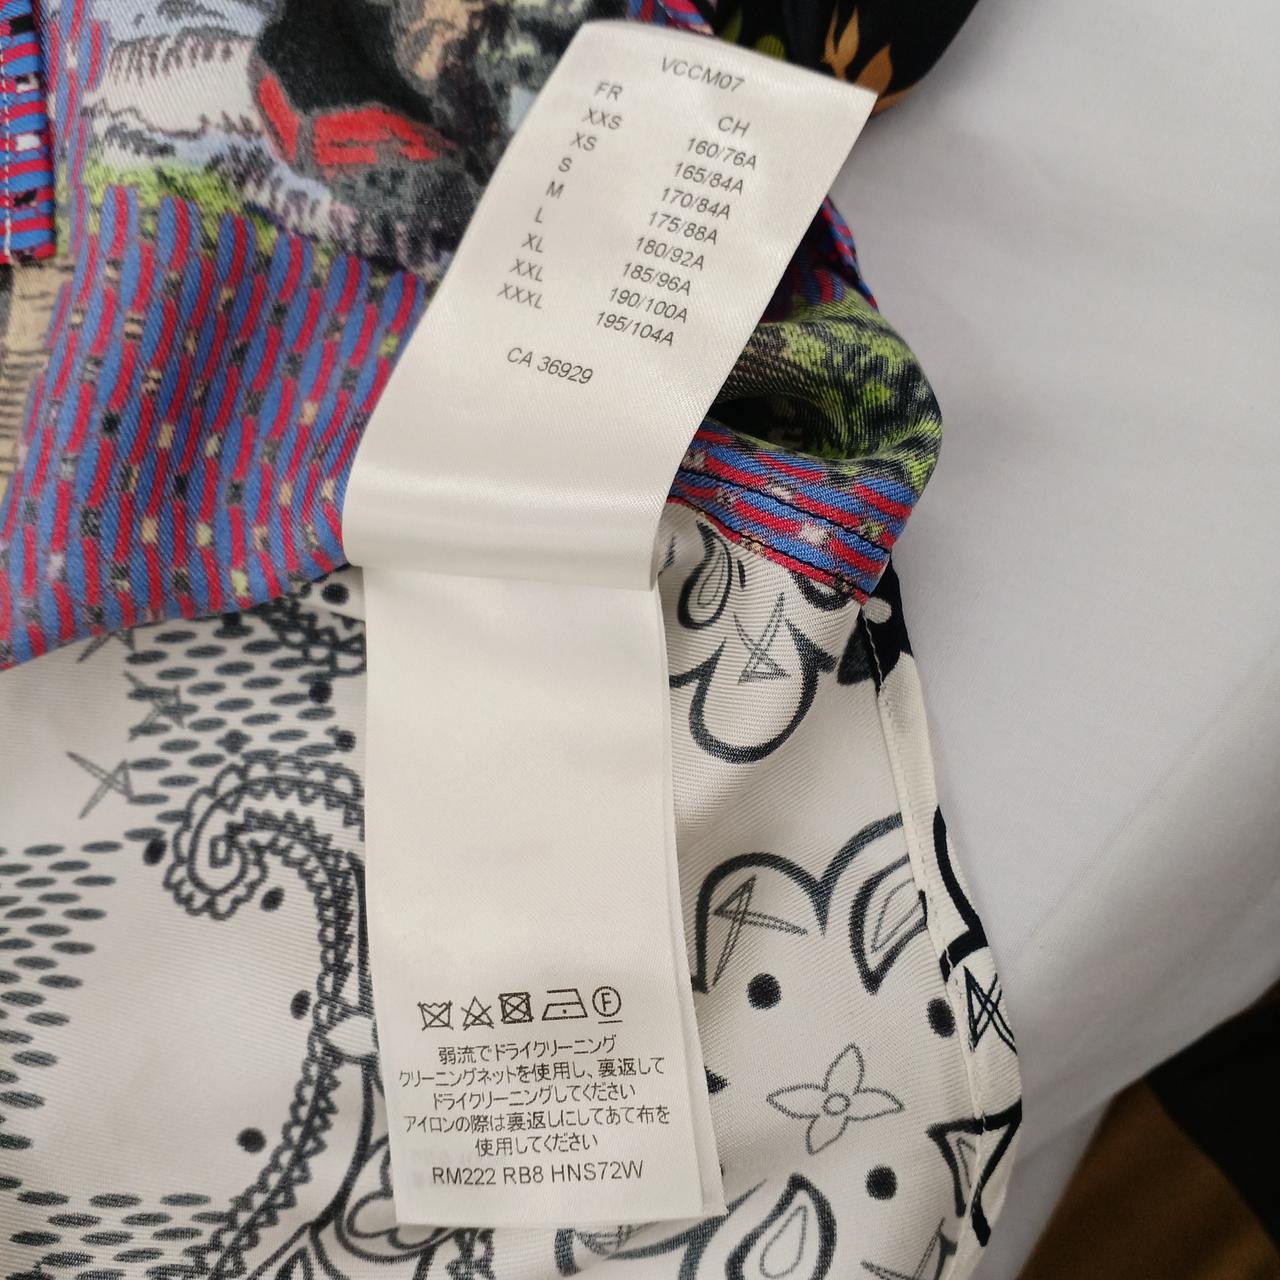 VCCM07
FR CH
XXS 160/76A
XS 165/84A
S 170/84A
M 175/88A
L 180/92A
XL 185/96A
XXL 190/100A
XXXL 195/104A
CA 36929
F
弱流でドライクリーニング
クリーニングネットを使用し、裏返して
ドライクリーニングしてください
アイロンの際は裏返しにしてあて布を
使用してください
RM222 RB8 HNS72W